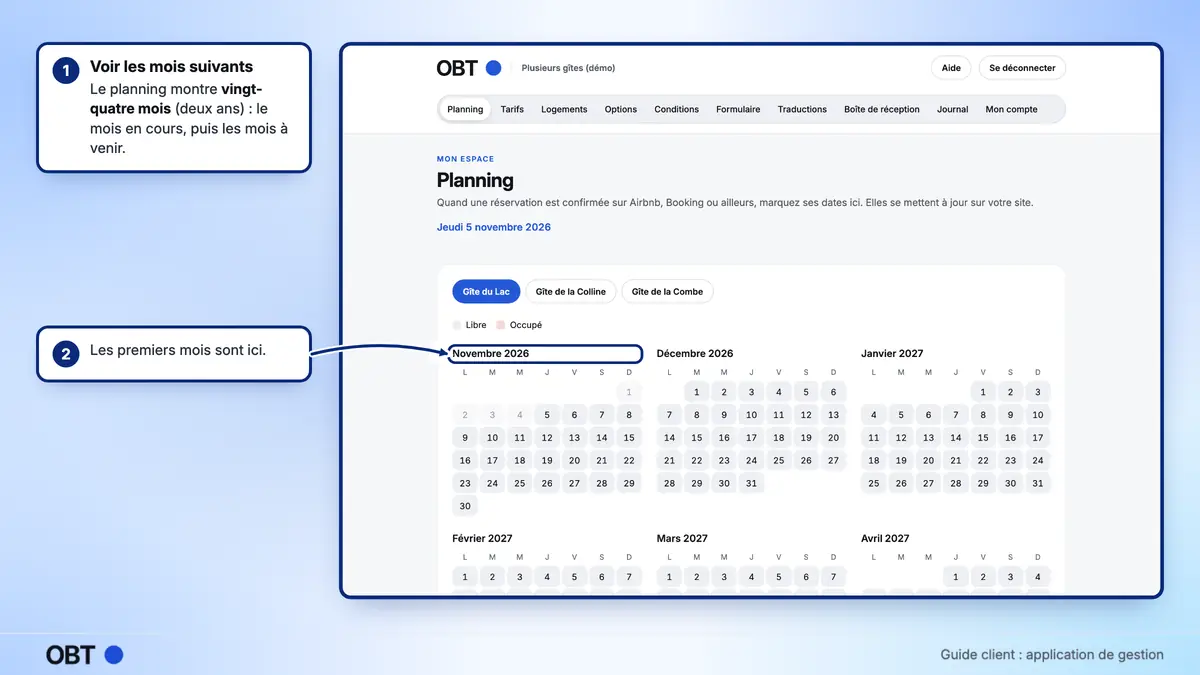 1
Voir les mois suivants
Le planning montre vingt-
quatre mois (deux ans) : le
mois en cours, puis les mois à
venir.
2
Les premiers mois sont ici.
OBT
Plusieurs gîtes (démo)
Aide
Se déconnecter
Planning Tarifs Logements Options Conditions Formulaire Traductions Boîte de réception Journal Mon compte
MON ESPACE
Planning
Quand une réservation est confirmée sur Airbnb, Booking ou ailleurs, marquez ses dates ici. Elles se mettent à jour sur votre site.
Jeudi 5 novembre 2026
Gîte du Lac Gîte de la Colline Gîte de la Combe
Libre Occupé
Novembre 2026
L M M J V S D
1
2 3 4 5 6 7 8
9 10 11 12 13 14 15
16 17 18 19 20 21 22
23 24 25 26 27 28 29
30
Décembre 2026
L M M J V S D
1 2 3 4 5 6
7 8 9 10 11 12 13
14 15 16 17 18 19 20
21 22 23 24 25 26 27
28 29 30 31
Janvier 2027
L M M J V S D
1 2 3
4 5 6 7 8 9 10
11 12 13 14 15 16 17
18 19 20 21 22 23 24
25 26 27 28 29 30 31
Février 2027
L M M J V S D
1 2 3 4 5 6 7
Mars 2027
L M M J V S D
1 2 3 4 5 6 7
Avril 2027
L M M J V S D
1 2 3 4
OBT
Guide client : application de gestion